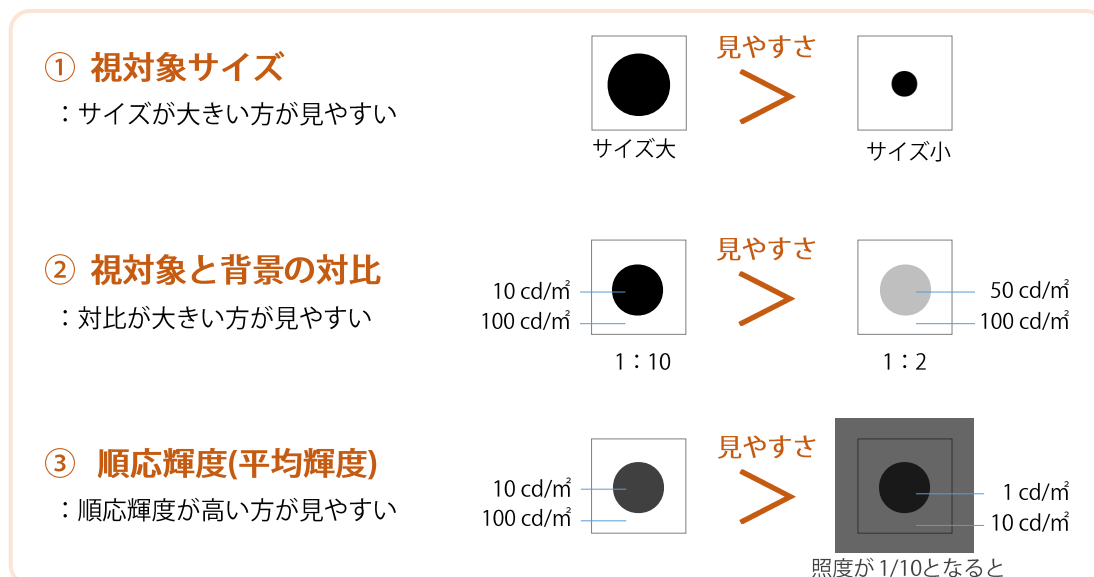 ① 視対象サイズ
：サイズが大きい方が見やすい
見やすさ
サイズ大
サイズ小
② 視対象と背景の対比
：対比が大きい方が見やすい
見やすさ
10 cd/㎡
100 cd/㎡
50 cd/㎡
100 cd/㎡
1：10
1：2
③ 順応輝度(平均輝度)
：順応輝度が高い方が見やすい
見やすさ
10 cd/㎡
100 cd/㎡
1 cd/㎡
10 cd/㎡
照度が 1/10となると